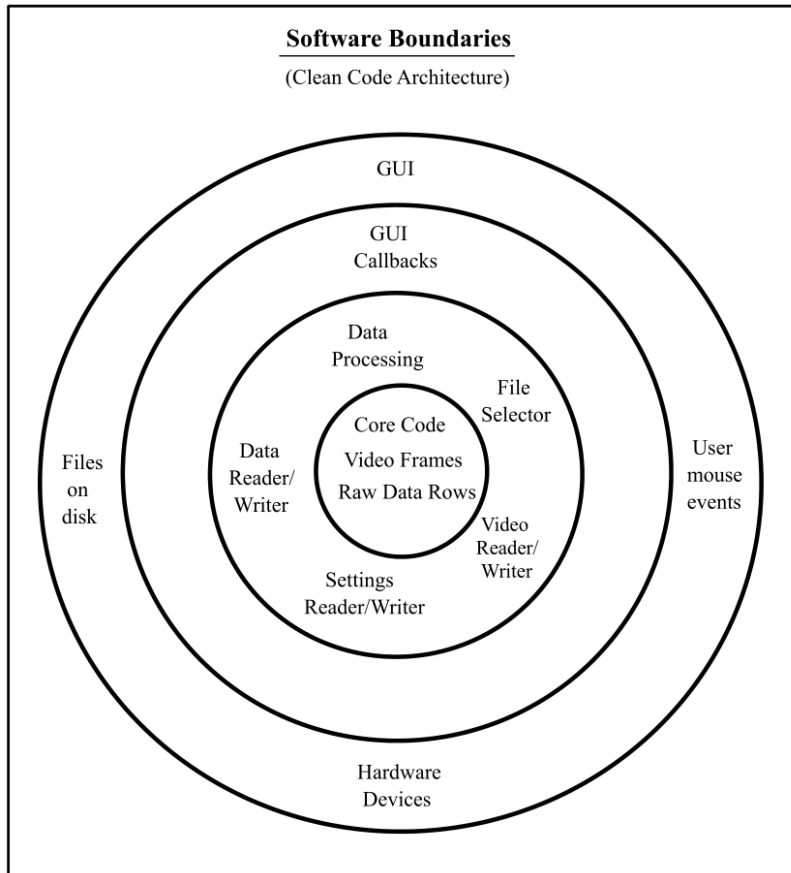 Software Boundaries
(Clean Code Architecture)
GUI
GUI
Callbacks
Data
Processing
File
Selector
Core Code
Video Frames
Raw Data Rows
Data
Reader/
Writer
Files
on
disk
User
mouse
events
Video
Reader/
Writer
Settings
Reader/Writer
Hardware
Devices